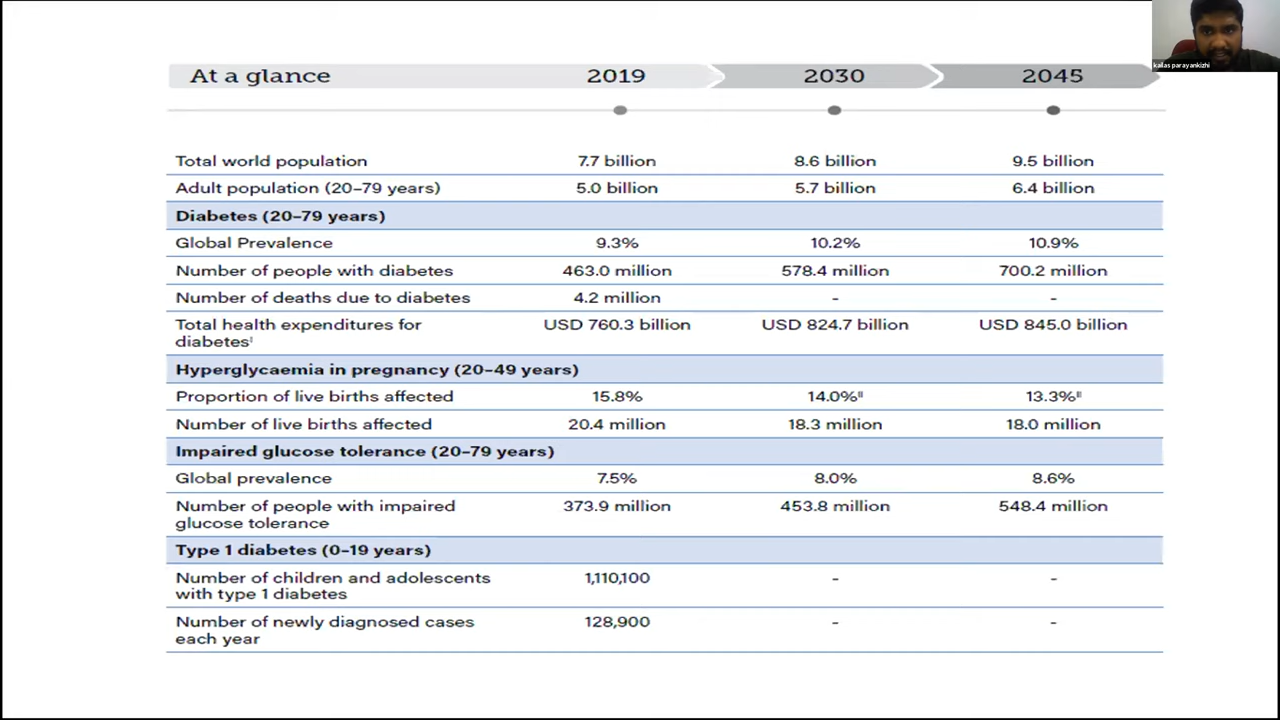 kailas parayankizhi
At a glance 2019 2030 2045
Total world population 7.7 billion 8.6 billion 9.5 billion
Adult population (20–79 years) 5.0 billion 5.7 billion 6.4 billion
Diabetes (20–79 years)
Global Prevalence 9.3% 10.2% 10.9%
Number of people with diabetes 463.0 million 578.4 million 700.2 million
Number of deaths due to diabetes 4.2 million - -
Total health expenditures for USD 760.3 billion USD 824.7 billion USD 845.0 billion
diabetesⁱ
Hyperglycaemia in pregnancy (20–49 years)
Proportion of live births affected 15.8% 14.0%ⁱⁱ 13.3%ⁱⁱ
Number of live births affected 20.4 million 18.3 million 18.0 million
Impaired glucose tolerance (20–79 years)
Global prevalence 7.5% 8.0% 8.6%
Number of people with impaired 373.9 million 453.8 million 548.4 million
glucose tolerance
Type 1 diabetes (0–19 years)
Number of children and adolescents 1,110,100 - -
with type 1 diabetes
Number of newly diagnosed cases 128,900 - -
each year